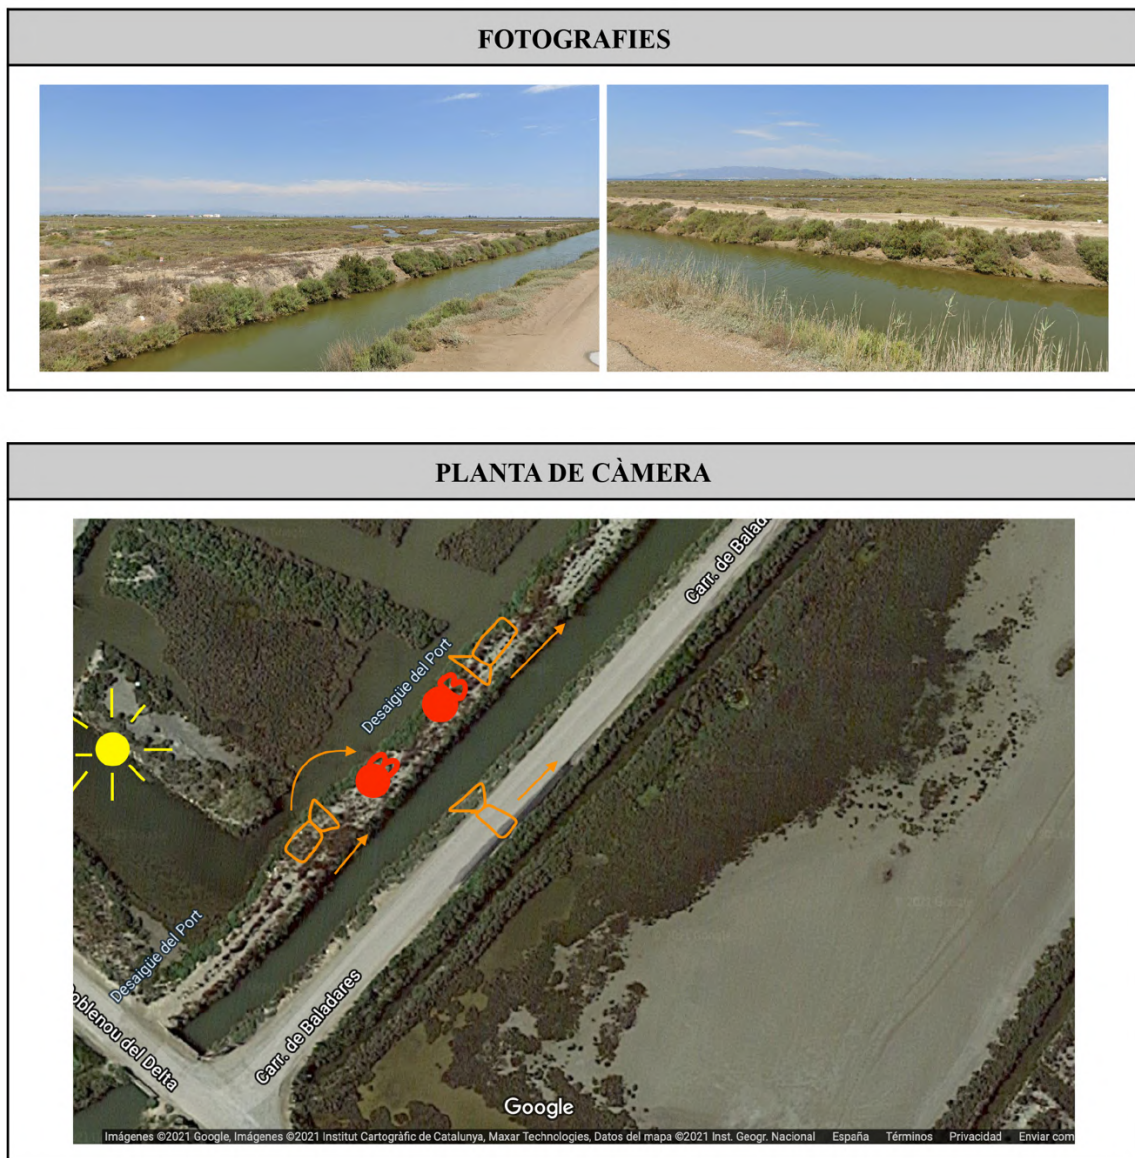 FOTOGRAFIES
PLANTA DE CÀMERA
Carr. de Balad
Desaigüe del Port
Desaigüe del Port
oblenou del Delta
Carr. de Baladares
Google
Imágenes ©2021 Google, Imágenes ©2021 Institut Cartogràfic de Catalunya, Maxar Technologies, Datos del mapa ©2021 Inst. Geogr. Nacional España Términos Privacidad Enviar com